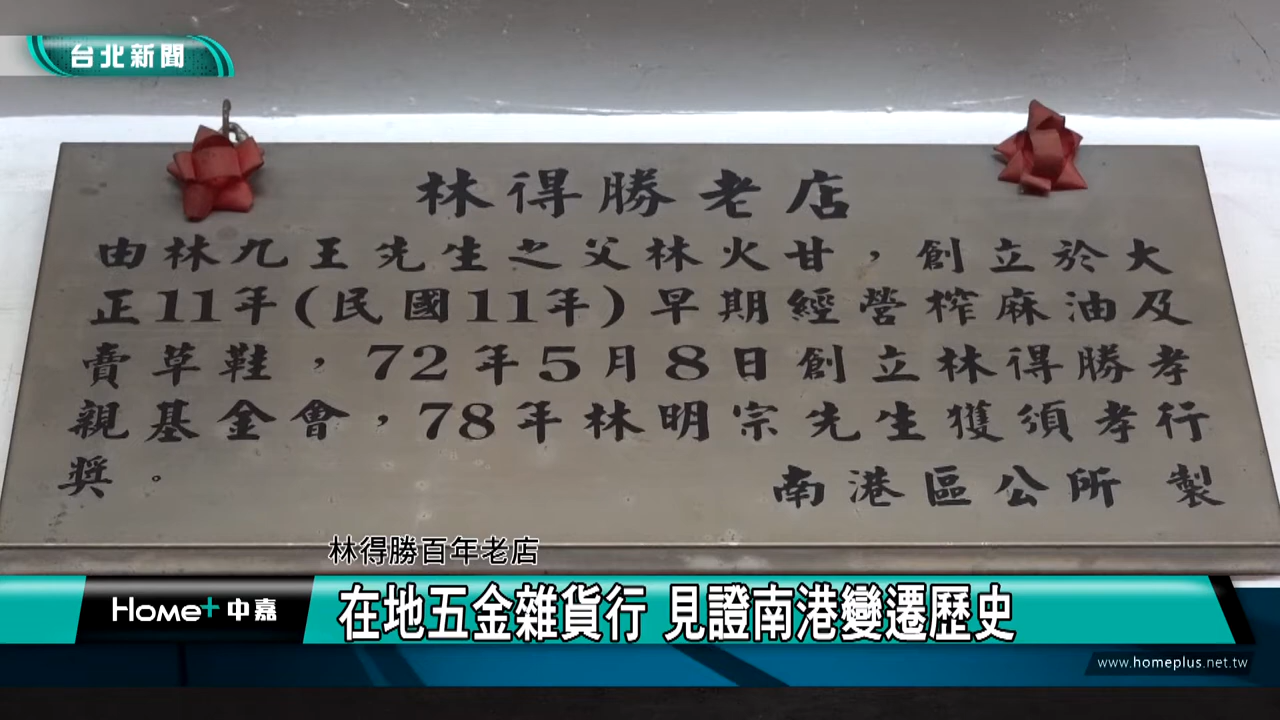 台北新聞
林得勝老店
由林九王先生之父林火甘，創立於大
正11年(民國11年)早期經營榨麻油及
賣草鞋，72年5月8日創立林得勝孝
親基金會，78年林明宗先生獲須孝行
獎。
南港區公所 製
林得勝百年老店
Home+中嘉
在地五金雜貨行 見證南港變遷歷史
www.homeplus.net.tw